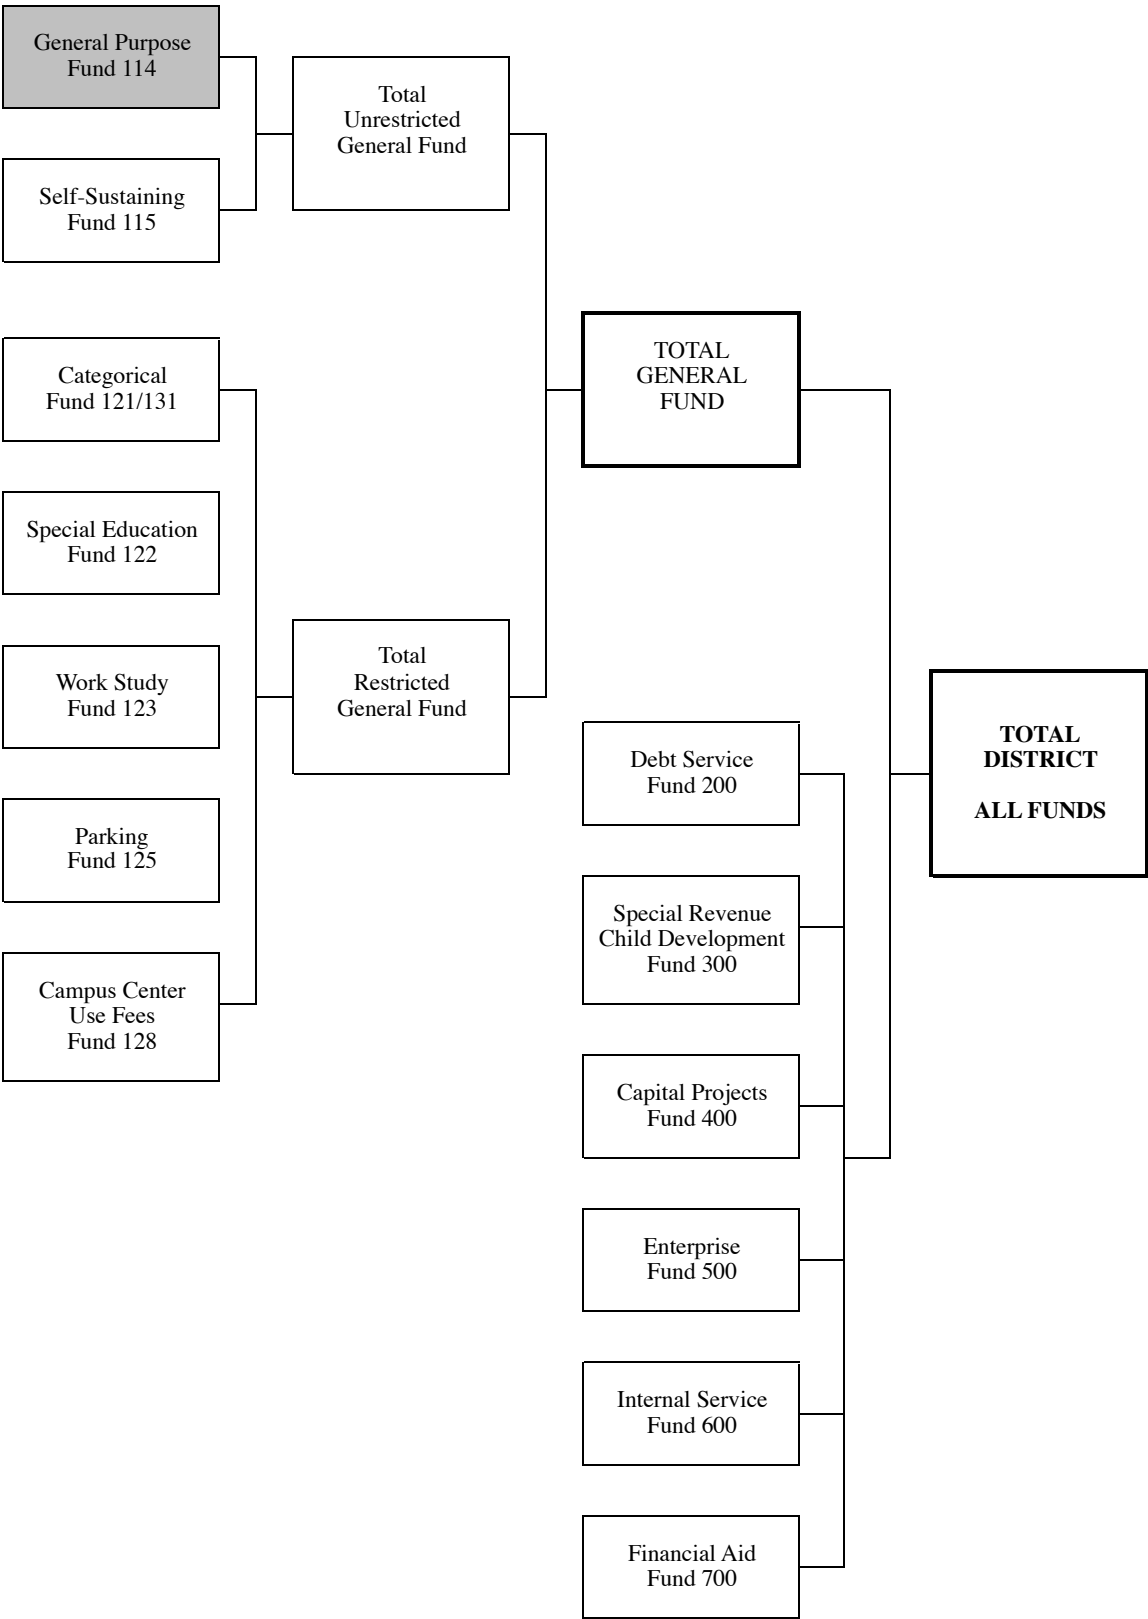 General Purpose
Fund 114
Self-Sustaining
Fund 115
Categorical
Fund 121/131
Special Education
Fund 122
Work Study
Fund 123
Parking
Fund 125
Campus Center
Use Fees
Fund 128
Total
Unrestricted
General Fund
Total
Restricted
General Fund
TOTAL
GENERAL
FUND
Debt Service
Fund 200
Special Revenue
Child Development
Fund 300
Capital Projects
Fund 400
Enterprise
Fund 500
Internal Service
Fund 600
Financial Aid
Fund 700
TOTAL
DISTRICT
ALL FUNDS